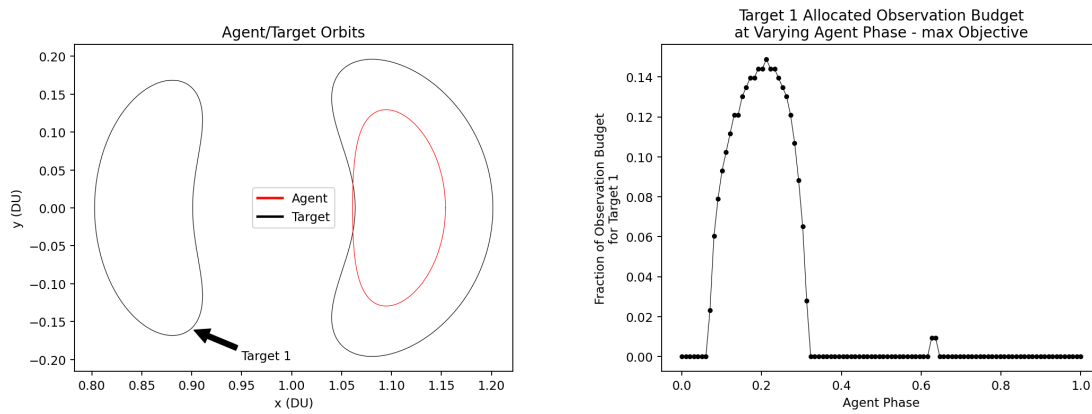 Agent/Target Orbits
y (DU)
0.20
0.15
0.10
0.05
0.00
−0.05
−0.10
−0.15
−0.20
Agent
Target
Target 1
0.80 0.85 0.90 0.95 1.00 1.05 1.10 1.15 1.20
x (DU)
Target 1 Allocated Observation Budget
at Varying Agent Phase - max Objective
Fraction of Observation Budget
for Target 1
0.14
0.12
0.10
0.08
0.06
0.04
0.02
0.00
0.0 0.2 0.4 0.6 0.8 1.0
Agent Phase